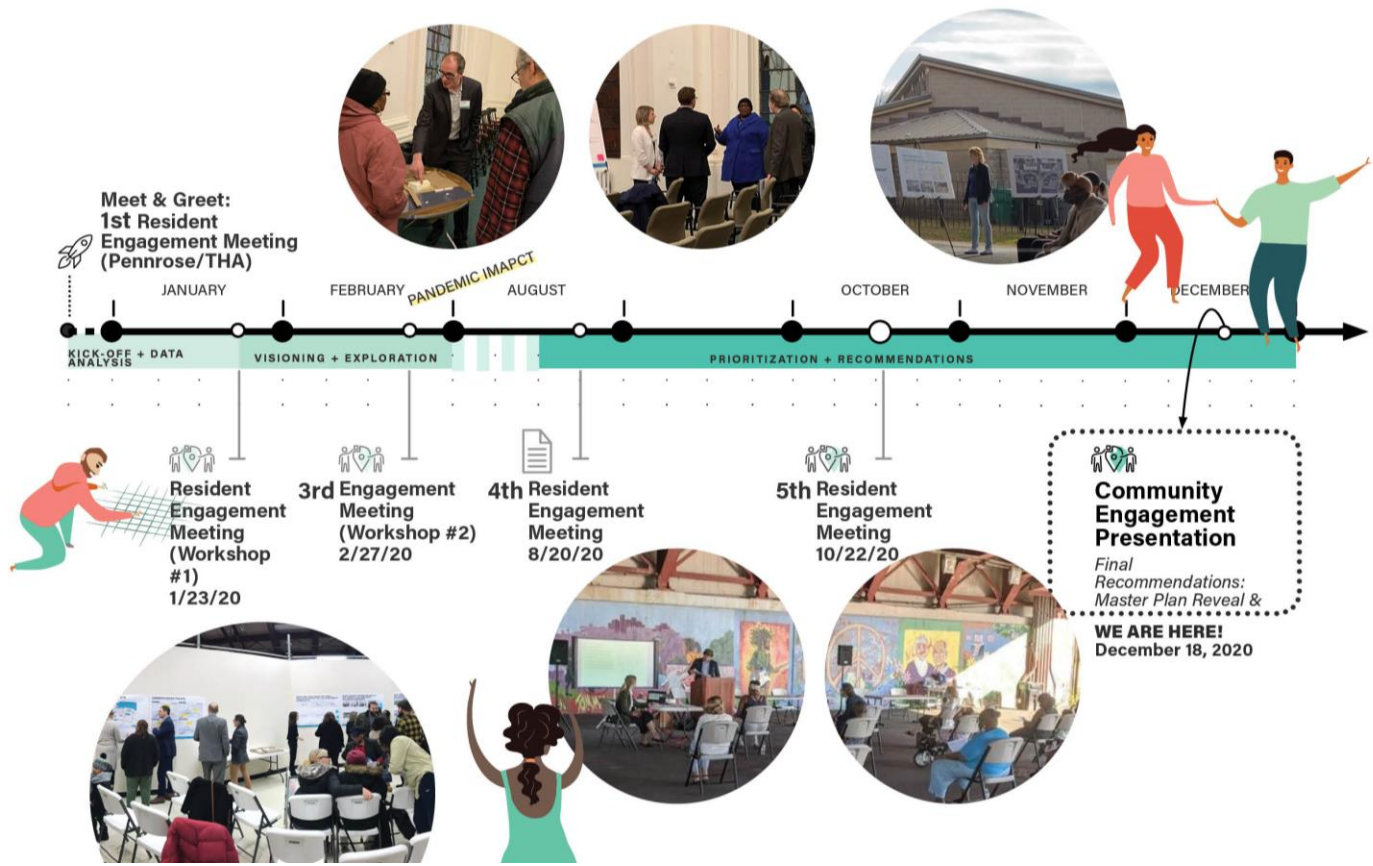 Meet & Greet:
1st Resident
Engagement Meeting
(Pennrose/THA)
JANUARY
FEBRUARY
PANDEMIC IMAPCT
AUGUST
OCTOBER
NOVEMBER
DECEMBER
KICK-OFF + DATA
ANALYSIS
VISIONING + EXPLORATION
PRIORITIZATION + RECOMMENDATIONS
Resident
Engagement
Meeting
(Workshop
#1)
1/23/20
3rd Engagement
Meeting
(Workshop #2)
2/27/20
4th Resident
Engagement
Meeting
8/20/20
5th Resident
Engagement
Meeting
10/22/20
Community
Engagement
Presentation
Final
Recommendations:
Master Plan Reveal &
WE ARE HERE!
December 18, 2020